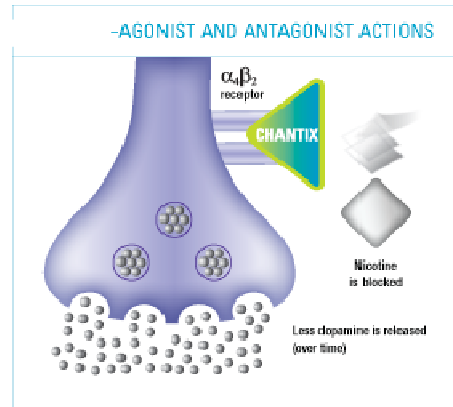 -AGONIST AND ANTAGONIST ACTIONS
α₄β₂
receptor
CHANTIX
Nicotine
is blocked
Less dopamine is released
(over time)